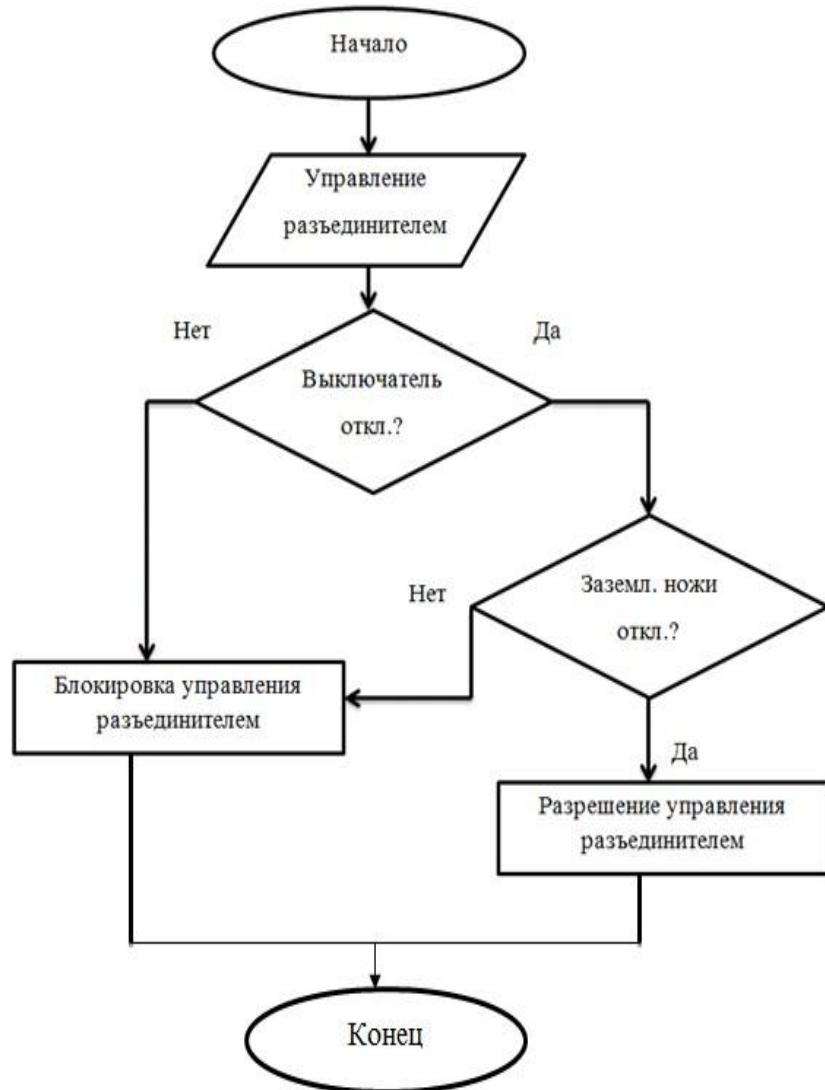 Начало
Управление
разъединителем
Нет
Да
Выключатель
откл.?
Нет
Заземл. ножи
откл.?
Блокировка управления
разъединителем
Да
Разрешение управления
разъединителем
Конец